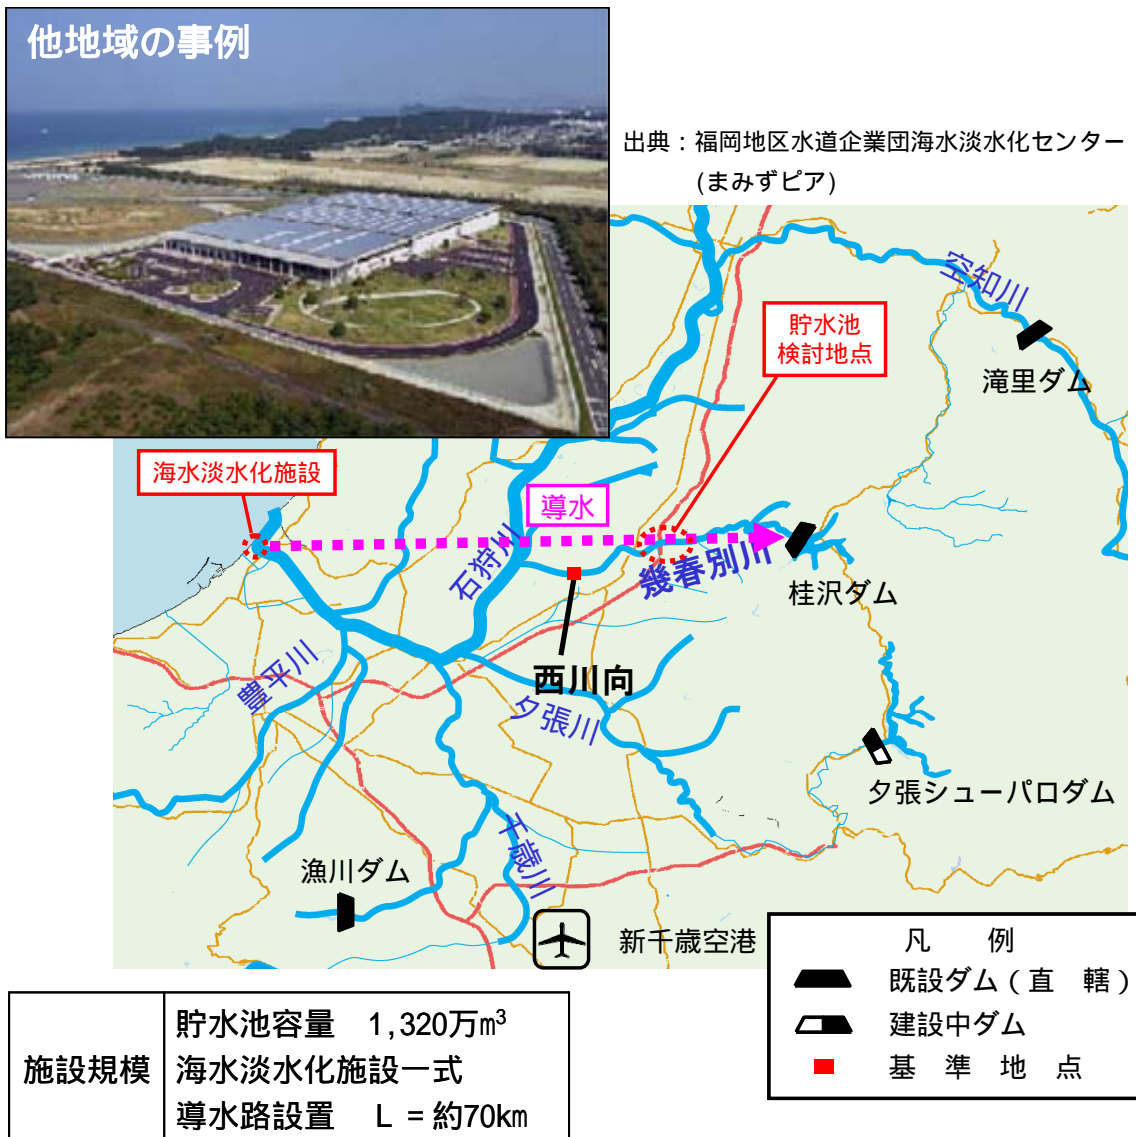 他地域の事例
出典：福岡地区水道企業団海水淡水化センター
(まみずピア)
空知川
貯水池
検討地点
滝里ダム
海水淡水化施設
導水
石狩川
幾春別川
桂沢ダム
西川向
豊平川
夕張川
夕張シューパロダム
千歳川
漁川ダム
新千歳空港
凡 例
既設ダム（直 轄）
建設中ダム
基 準 地 点
施設規模
貯水池容量 1,320万m³
海水淡水化施設一式
導水路設置 L = 約70km